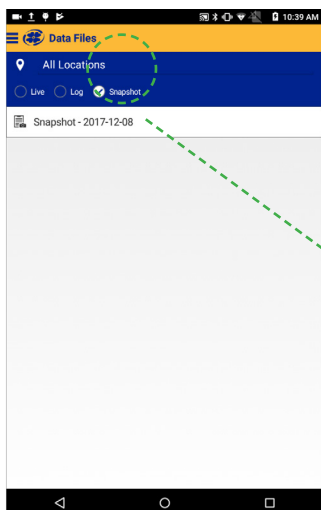 10:39 AM
Data Files
All Locations
Live Log Snapshot
Snapshot - 2017-12-08